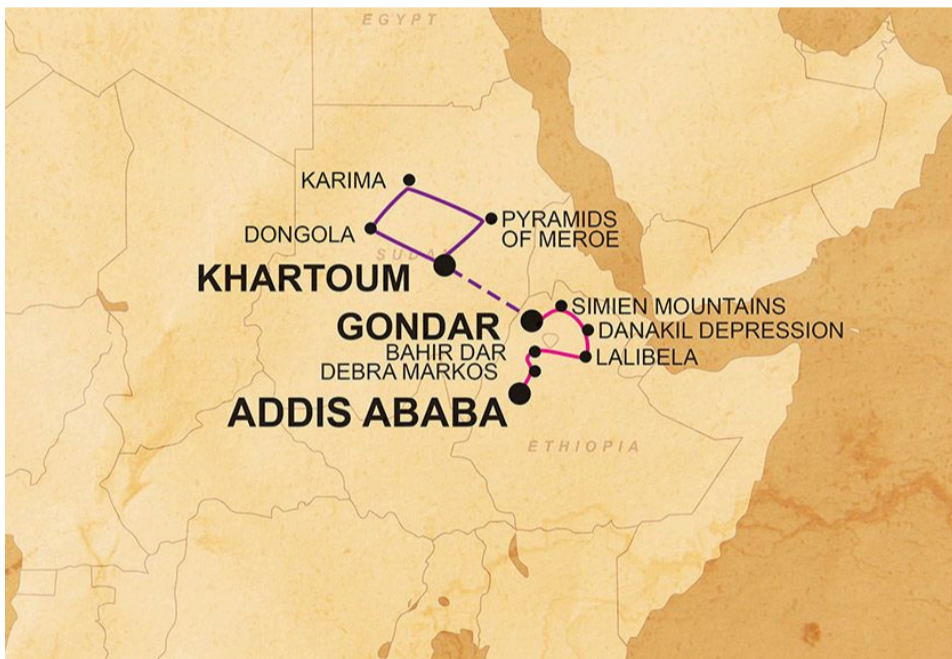 EGYPT
KARIMA
PYRAMIDS
OF MEROE
DONGOLA
SUDAN
KHARTOUM
SIMIEN MOUNTAINS
GONDAR
DANAKIL DEPRESSION
BAHIR DAR
LALIBELA
DEBRA MARKOS
ADDIS ABABA
ETHIOPIA